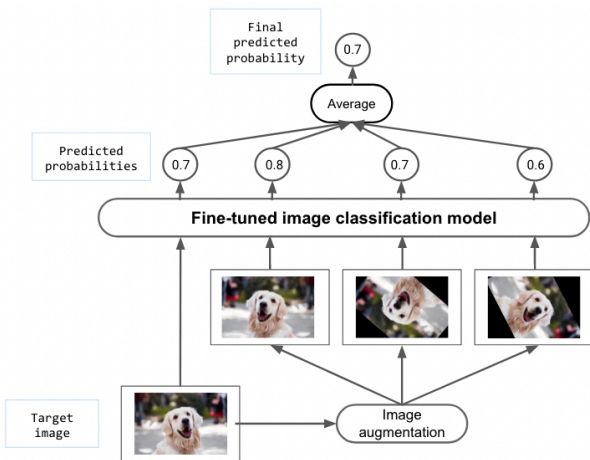 Final
predicted
probability
0.7
Average
Predicted
probabilities
0.7
0.8
0.7
0.6
Fine-tuned image classification model
Target
image
Image
augmentation